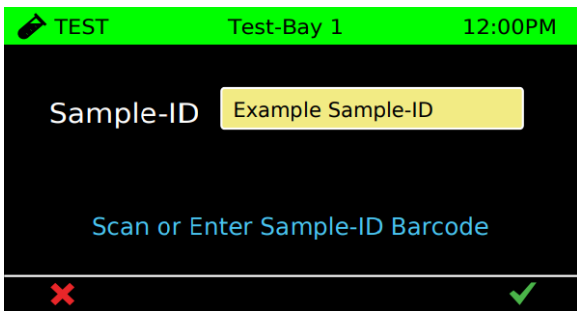 TEST Test-Bay 1 12:00PM
Sample-ID Example Sample-ID
Scan or Enter Sample-ID Barcode